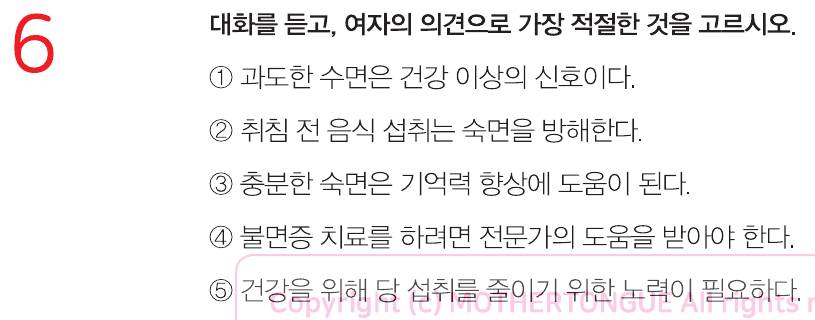 6
대화를 듣고, 여자의 의견으로 가장 적절한 것을 고르시오.
① 과도한 수면은 건강 이상의 신호이다.
② 취침 전 음식 섭취는 숙면을 방해한다.
③ 충분한 숙면은 기억력 향상에 도움이 된다.
④ 불면증 치료를 하려면 전문가의 도움을 받아야 한다.
⑤ 건강을 위해 당 섭취를 줄이기 위한 노력이 필요하다.
Copyright (c) MOTHERTONGUE All rights